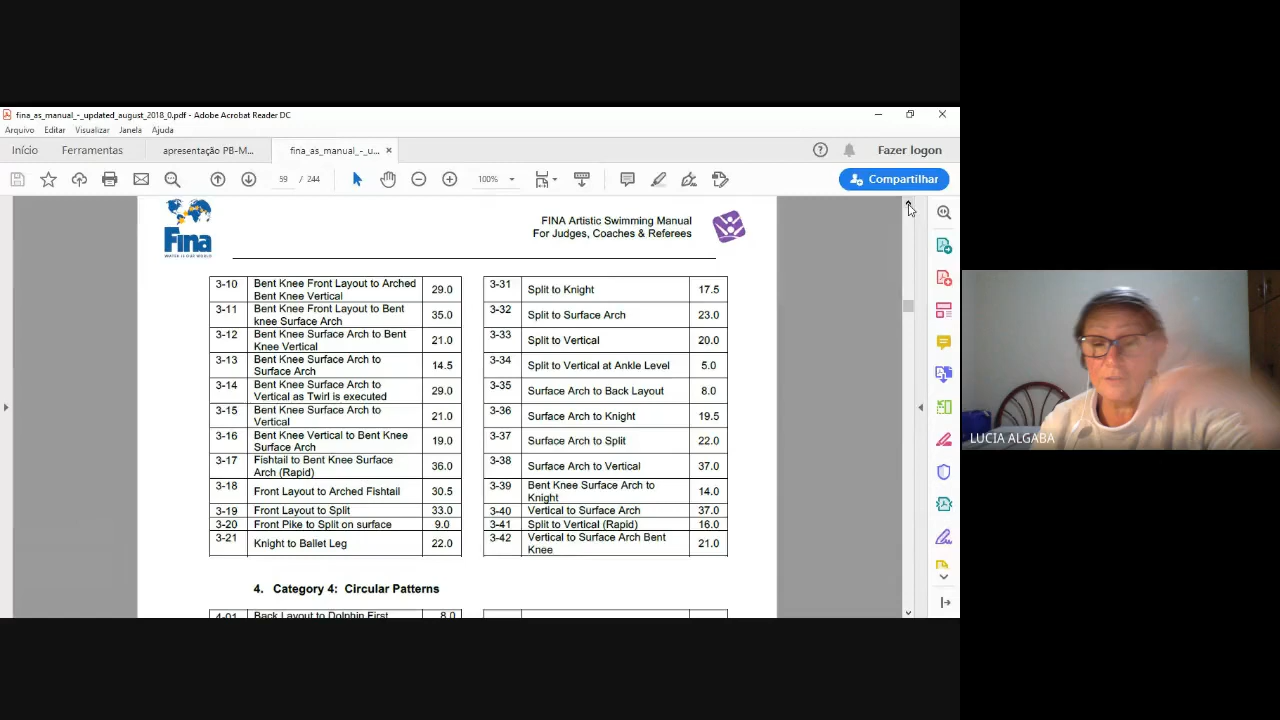 fina_as_manual_-_updated_august_2018_0.pdf - Adobe Acrobat Reader DC
Arquivo Editar Visualizar Janela Ajuda
Início Ferramentas apresentação PB-M... fina_as_manual_-_u... × Fazer logon
59 / 244 100% Compartilhar
fina
WATER IS OUR WORLD
FINA Artistic Swimming Manual
For Judges, Coaches & Referees
3-10 Bent Knee Front Layout to Arched
Bent Knee Vertical 29.0
3-11 Bent Knee Front Layout to Bent
knee Surface Arch 35.0
3-12 Bent Knee Surface Arch to Bent
Knee Vertical 21.0
3-13 Bent Knee Surface Arch to
Surface Arch 14.5
3-14 Bent Knee Surface Arch to
Vertical as Twirl is executed 29.0
3-15 Bent Knee Surface Arch to
Vertical 21.0
3-16 Bent Knee Vertical to Bent Knee
Surface Arch 19.0
3-17 Fishtail to Bent Knee Surface
Arch (Rapid) 36.0
3-18 Front Layout to Arched Fishtail 30.5
3-19 Front Layout to Split 33.0
3-20 Front Pike to Split on surface 9.0
3-21 Knight to Ballet Leg 22.0
3-31 Split to Knight 17.5
3-32 Split to Surface Arch 23.0
3-33 Split to Vertical 20.0
3-34 Split to Vertical at Ankle Level 5.0
3-35 Surface Arch to Back Layout 8.0
3-36 Surface Arch to Knight 19.5
3-37 Surface Arch to Split 22.0
3-38 Surface Arch to Vertical 37.0
3-39 Bent Knee Surface Arch to
Knight 14.0
3-40 Vertical to Surface Arch 37.0
3-41 Split to Vertical (Rapid) 16.0
3-42 Vertical to Surface Arch Bent
Knee 21.0
4. Category 4: Circular Patterns
4-01 Back Layout to Dolphin First 8.0
LUCIA ALGABA